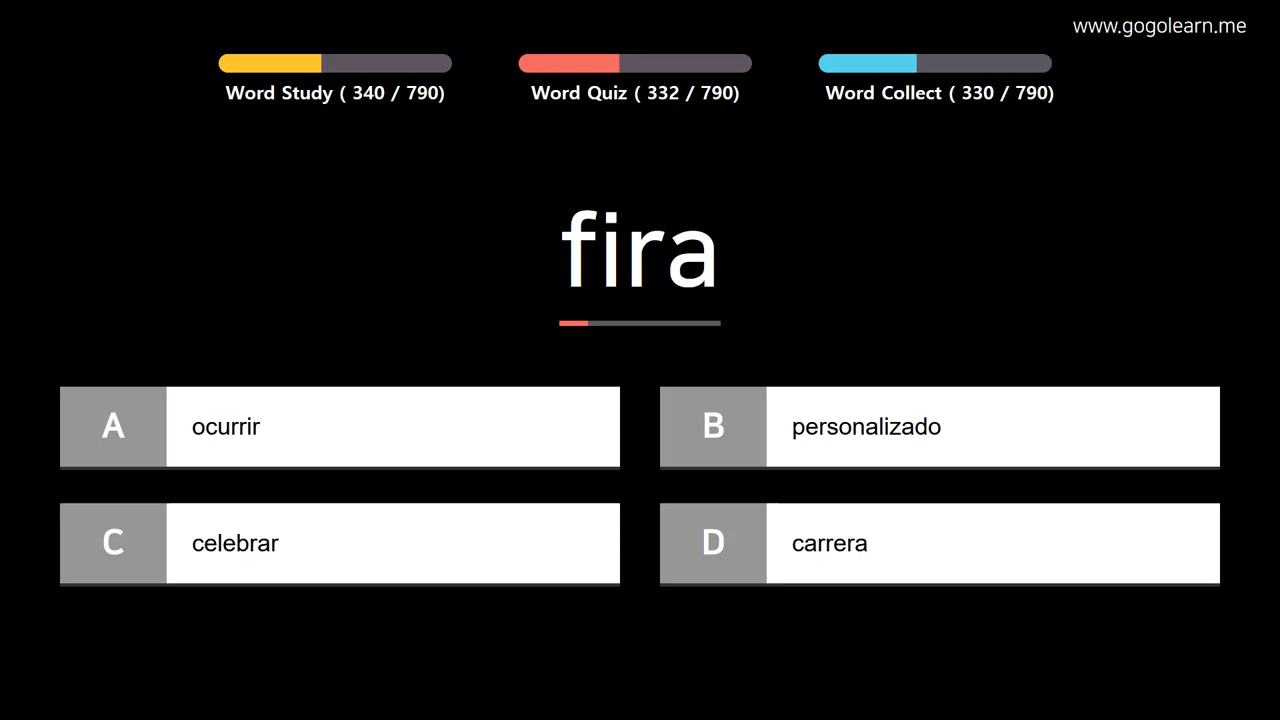 www.gogolearn.me
Word Study ( 340 / 790)
Word Quiz ( 332 / 790)
Word Collect ( 330 / 790)
fira
A ocurrir
B personalizado
C celebrar
D carrera